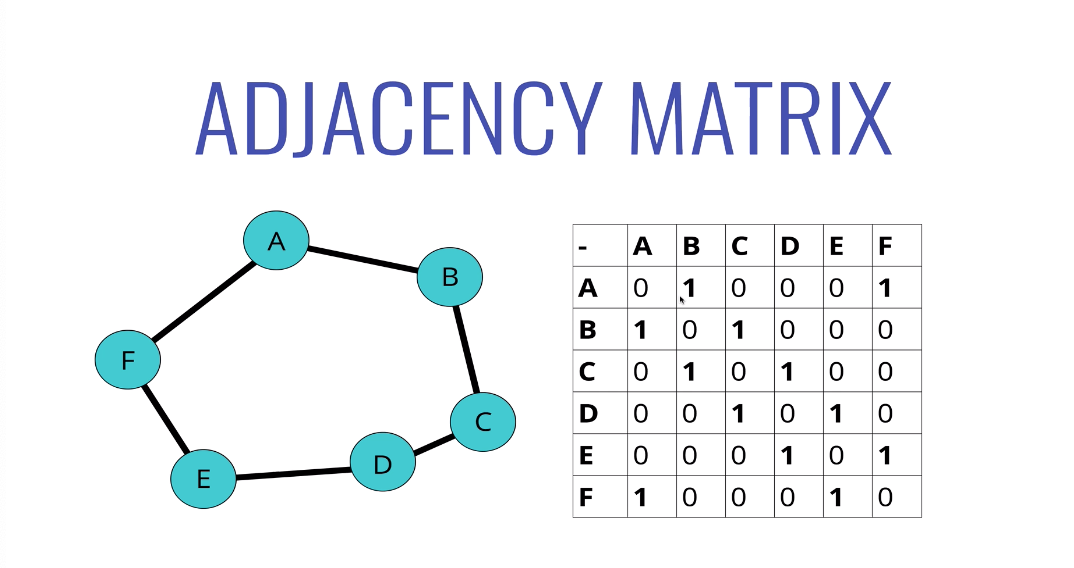 ADJACENCY MATRIX
A
B
F
C
D
E
- A B C D E F
A 0 1 0 0 0 1
B 1 0 1 0 0 0
C 0 1 0 1 0 0
D 0 0 1 0 1 0
E 0 0 0 1 0 1
F 1 0 0 0 1 0